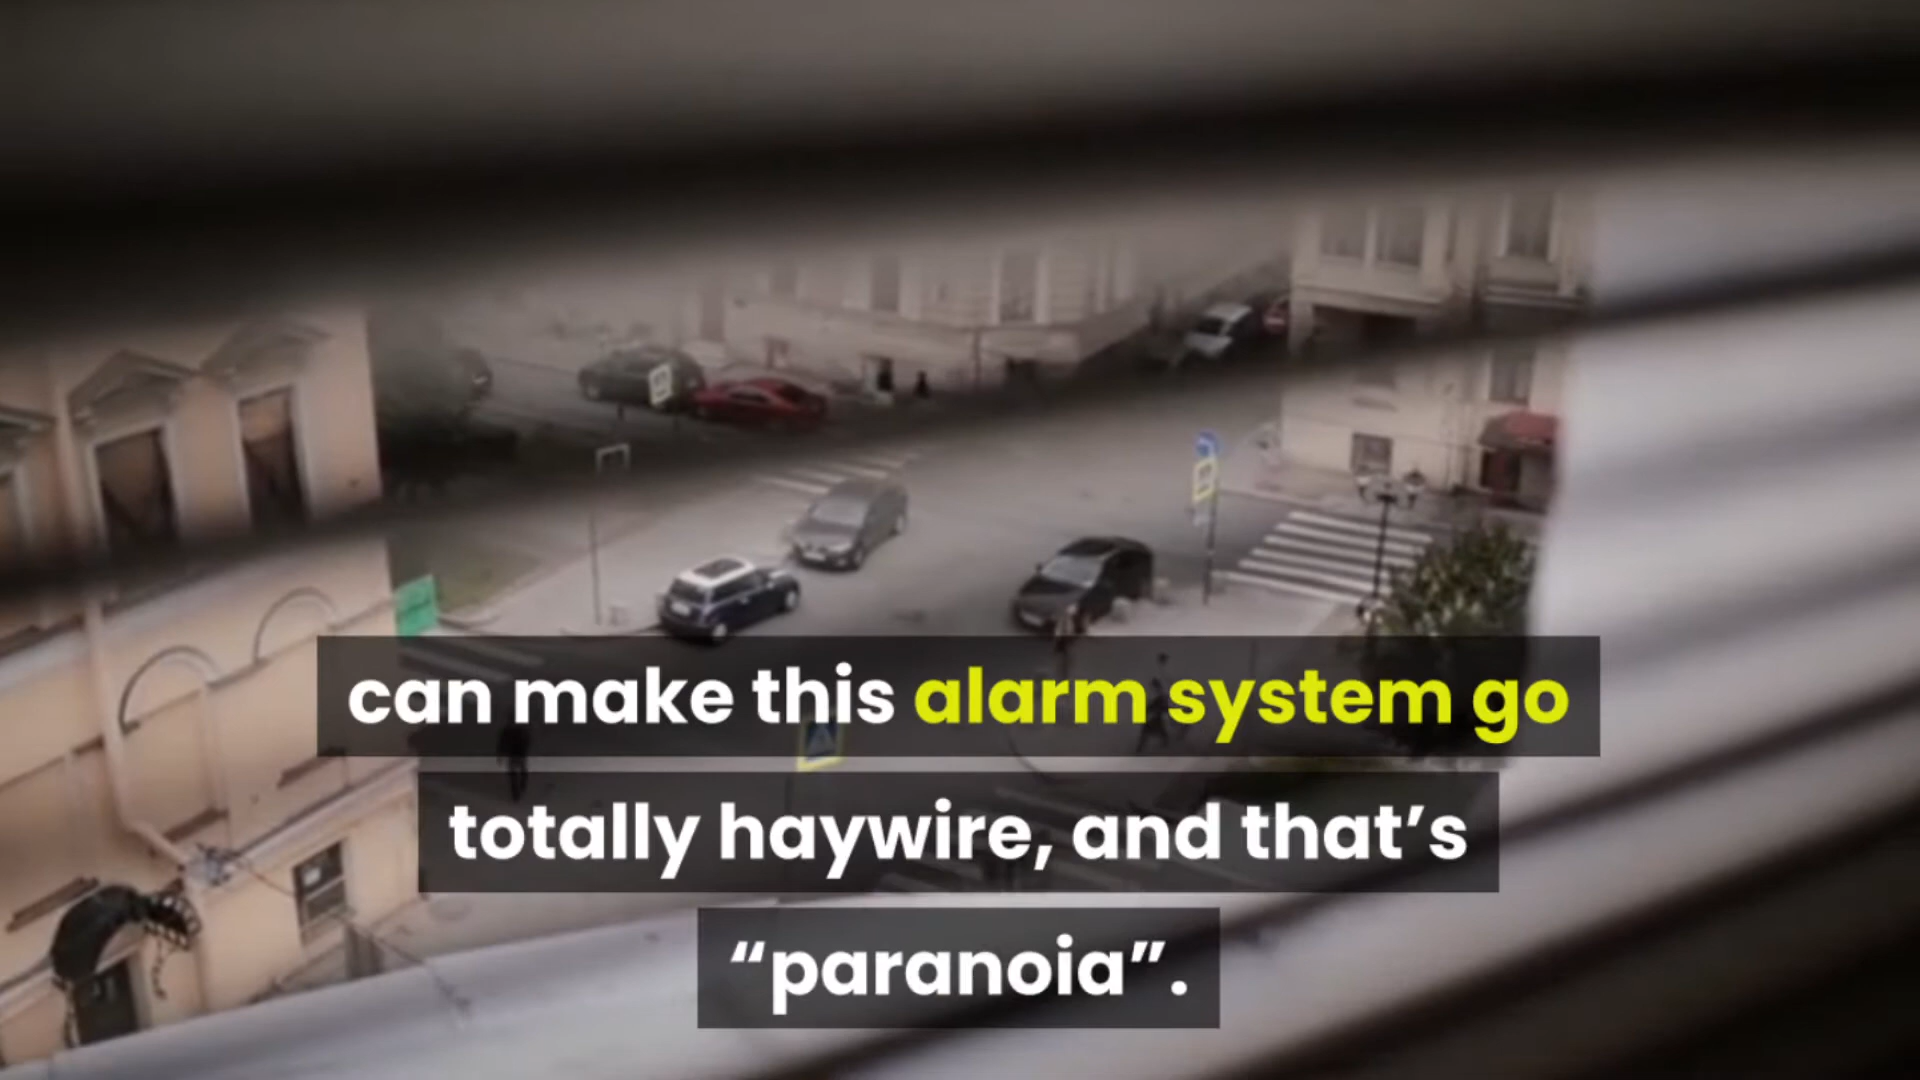 can make this alarm system go
totally haywire, and that’s
“paranoia”.